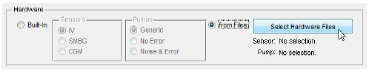 Hardware
Built-In: Sensors Pumps from Files: Select Hardware Files
IV Generic
SMBG No Error Sensor: No selection.
CGM Noise & Error Pump: No selection.